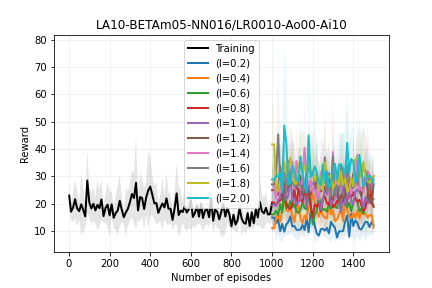 LA10-BETAm05-NN016/LR0010-Ao00-Ai10
80
70
60
50
40
30
20
10
Reward
Training
(I=0.2)
(I=0.4)
(I=0.6)
(I=0.8)
(I=1.0)
(I=1.2)
(I=1.4)
(I=1.6)
(I=1.8)
(I=2.0)
0 200 400 600 800 1000 1200 1400
Number of episodes